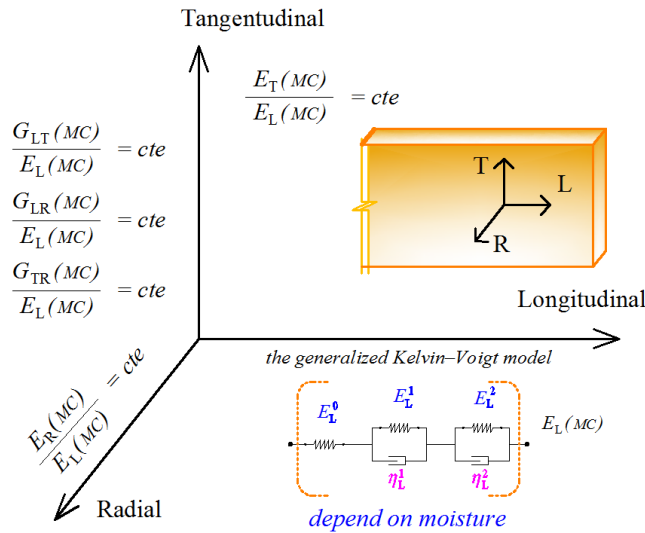 Tangentudinal
E_T(MC) / E_L(MC) = cte
G_LT(MC) / E_L(MC) = cte
G_LR(MC) / E_L(MC) = cte
G_TR(MC) / E_L(MC) = cte
T
L
R
Longitudinal
the generalized Kelvin–Voigt model
E_R(MC) / E_L(MC) = cte
E_L^0
E_L^1
E_L^2
E_L(MC)
η_L^1
η_L^2
Radial
depend on moisture